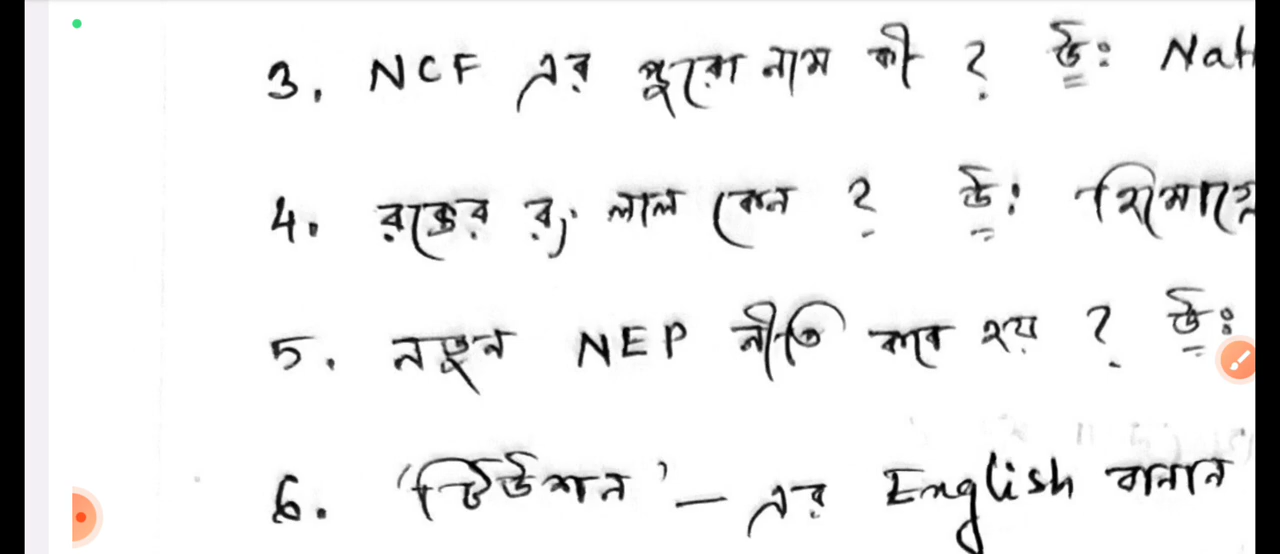 3. NCF এর পুরো নাম কী ? উঃ Nat
4. রক্তের রং লাল কেন ? উঃ
5. নতুন NEP নীতি কবে হয় ? উঃ
6. 'টিউশন' – এর English বানান